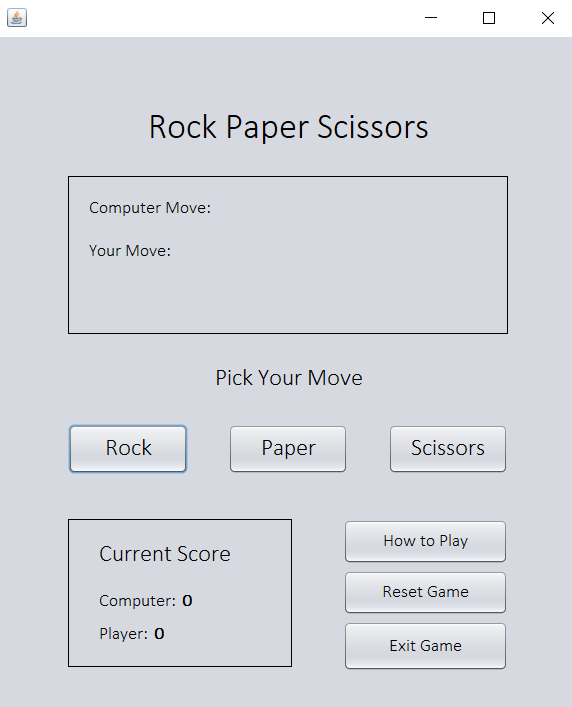 Rock Paper Scissors
Computer Move:
Your Move:
Pick Your Move
Rock
Paper
Scissors
Current Score
Computer: 0
Player: 0
How to Play
Reset Game
Exit Game